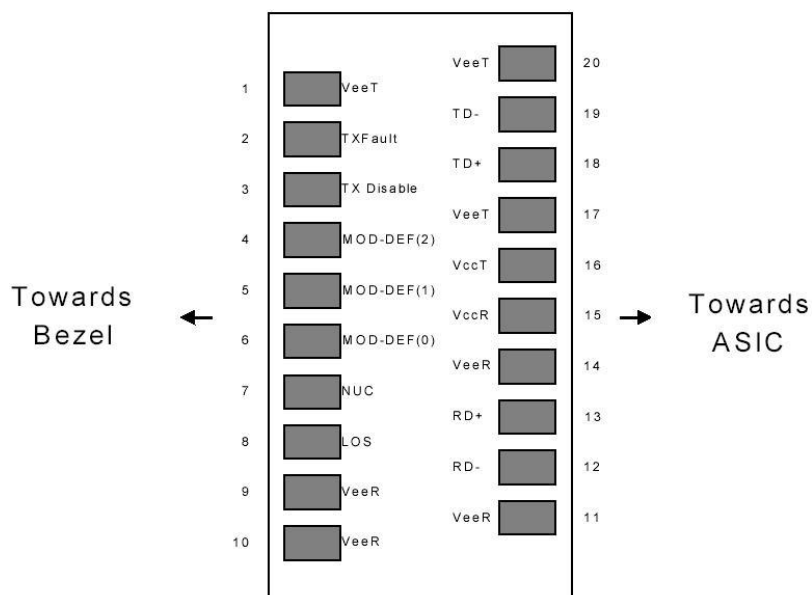 VeeT 20
1 VeeT
TD- 19
2 TXFault
TD+ 18
3 TX Disable
VeeT 17
4 MOD-DEF(2)
VccT 16
5 MOD-DEF(1)
Towards
Bezel
VccR 15
Towards
ASIC
6 MOD-DEF(0)
VeeR 14
7 NUC
RD+ 13
8 LOS
RD- 12
9 VeeR
VeeR 11
10 VeeR